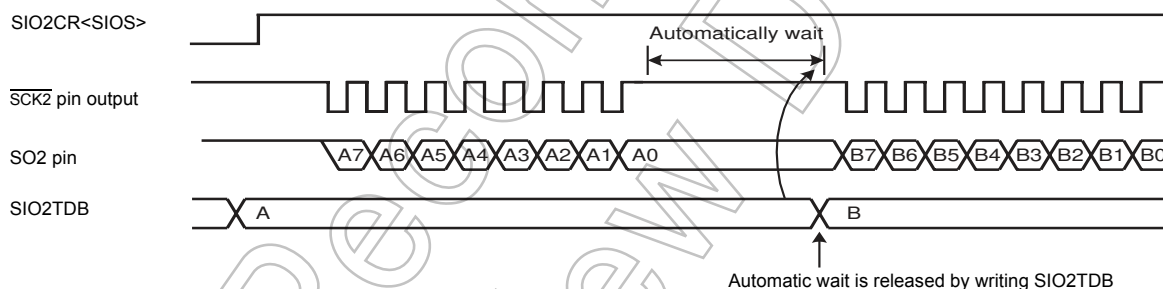 SIO2CR<SIOS>
Automatically wait
SCK2 pin output
SO2 pin
A7 A6 A5 A4 A3 A2 A1 A0 B7 B6 B5 B4 B3 B2 B1 B0
SIO2TDB
A B
Automatic wait is released by writing SIO2TDB